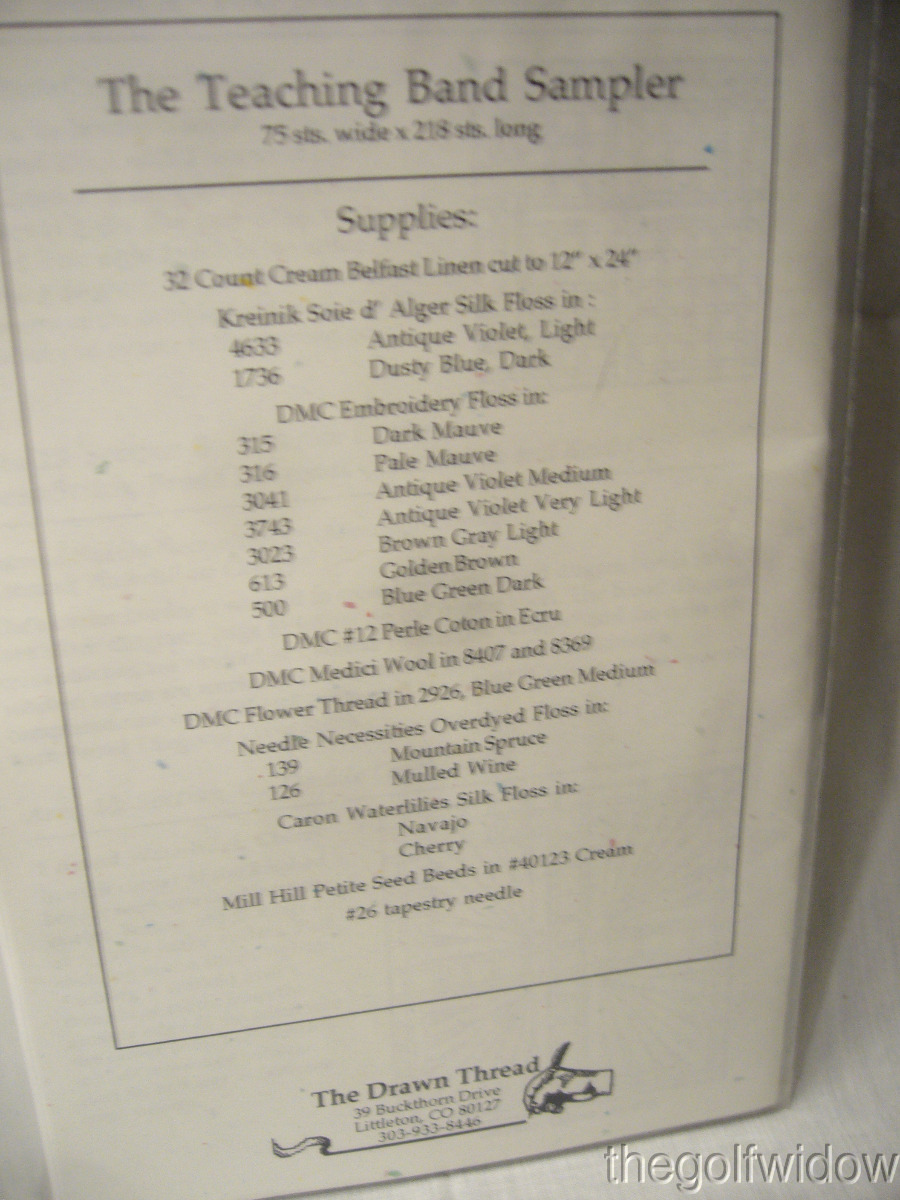 The Teaching Band Sampler
75 sts. wide x 218 sts. long
Supplies:
32 Count Cream Belfast Linen cut to 12" x 24"
Kreinik Soie d' Alger Silk Floss in :
4633 Antique Violet, Light
1736 Dusty Blue, Dark
DMC Embroidery Floss in:
315 Dark Mauve
316 Pale Mauve
3041 Antique Violet Medium
3743 Antique Violet Very Light
3023 Brown Gray Light
613 Golden Brown
500 Blue Green Dark
DMC #12 Perle Coton in Ecru
DMC Medici Wool in 8407 and 8369
DMC Flower Thread in 2926, Blue Green Medium
Needle Necessities Overdyed Floss in:
139 Mountain Spruce
126 Mulled Wine
Caron Waterlilies Silk Floss in:
Navajo
Cherry
Mill Hill Petite Seed Beeds in #40123 Cream
#26 tapestry needle
The Drawn Thread
39 Buckthorn Drive
Littleton, CO 80127
303-933-8446
thegolfwidow